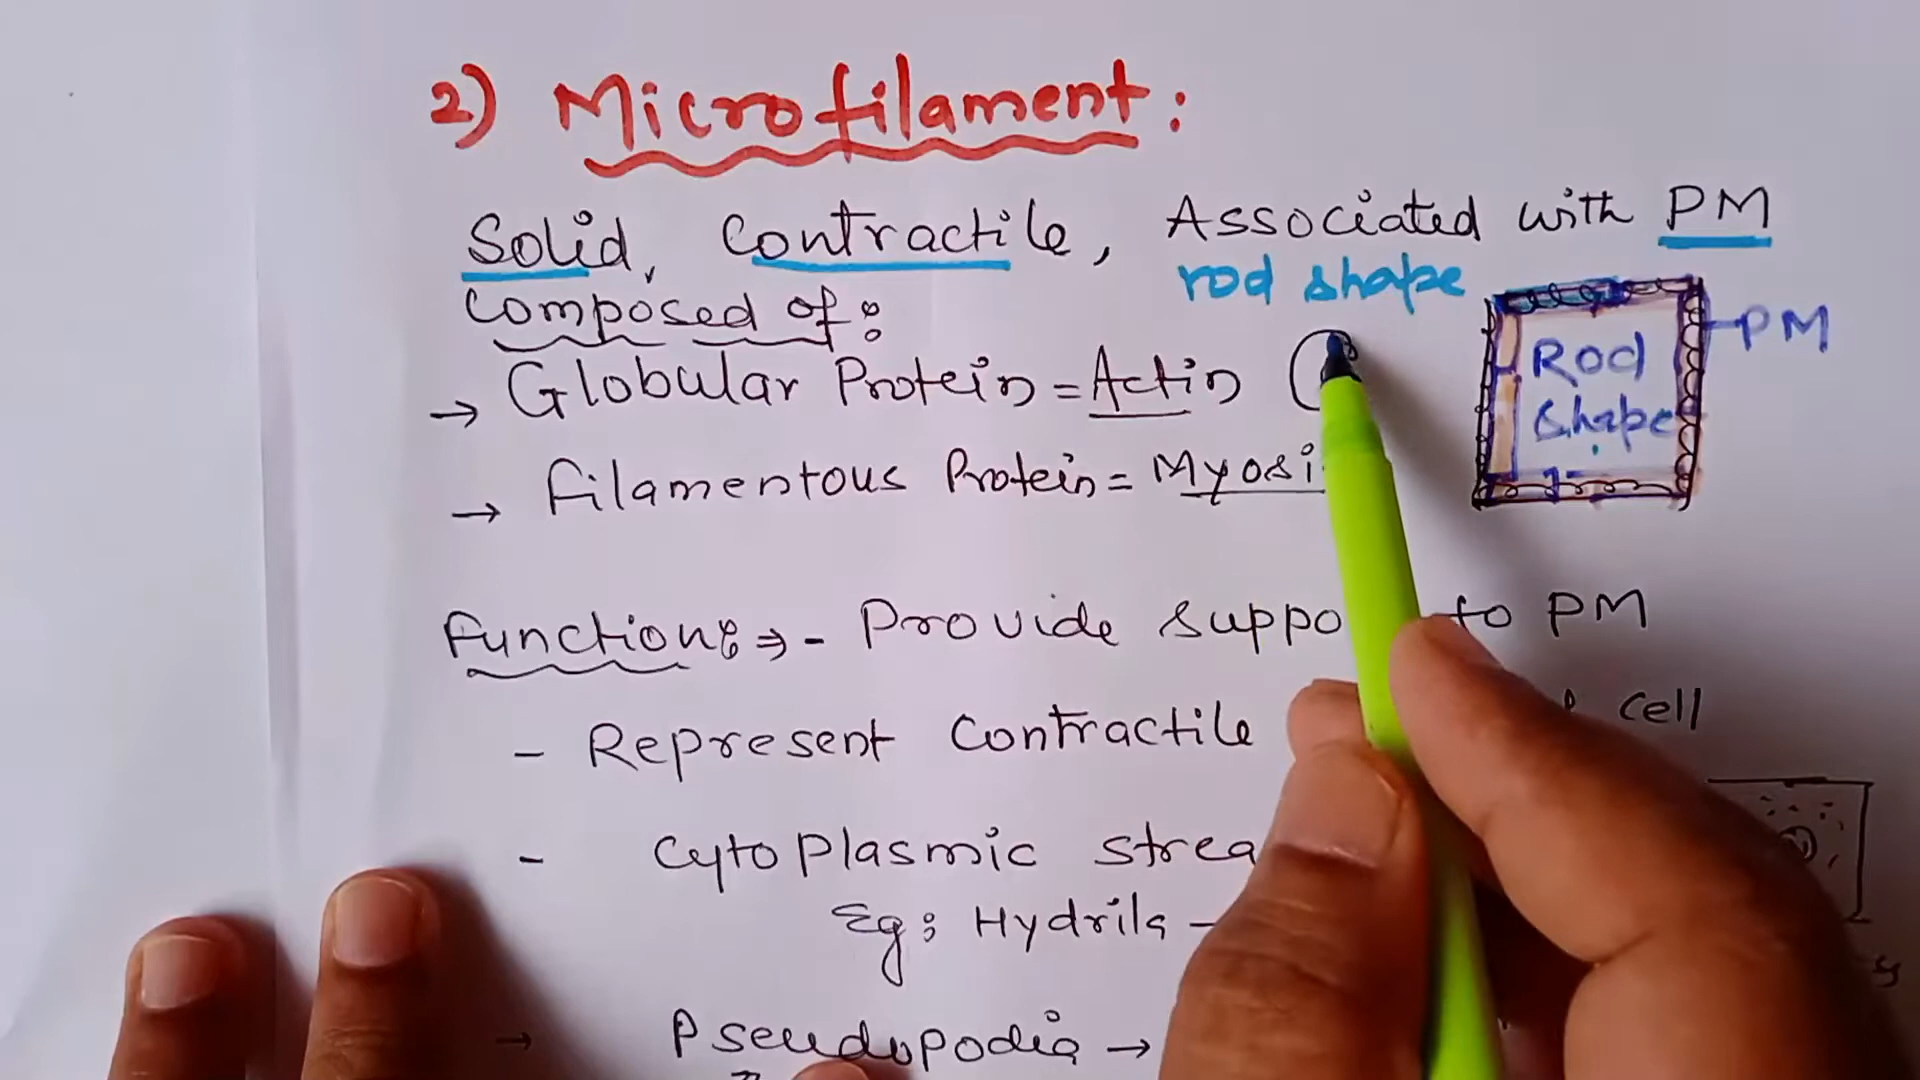 2) Microfilament:
Solid, Contractile, Associated with PM
rod shape
Composed of:
→ Globular Protein = Actin
→ Filamentous Protein = Myosi
Rod
Shape
PM
Function: ⇒ - Provide suppo to PM
- Represent Contractile cell
- Cytoplasmic strea
Eg: Hydrila -
→ Pseudopodia →